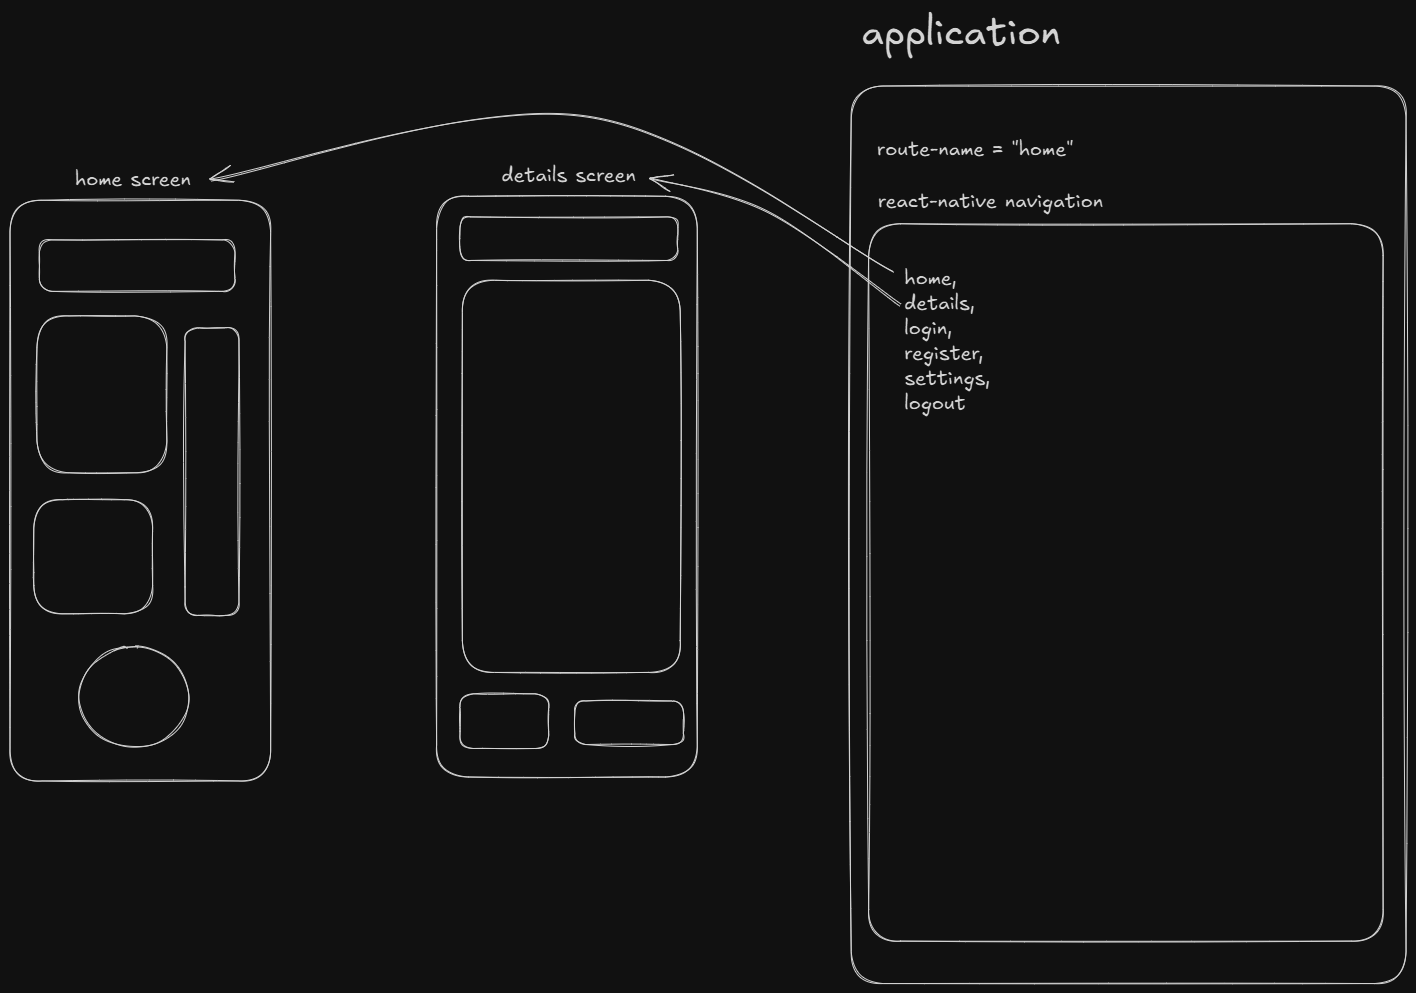 application
home screen
details screen
route-name = "home"
react-native navigation
home,
details,
login,
register,
settings,
logout